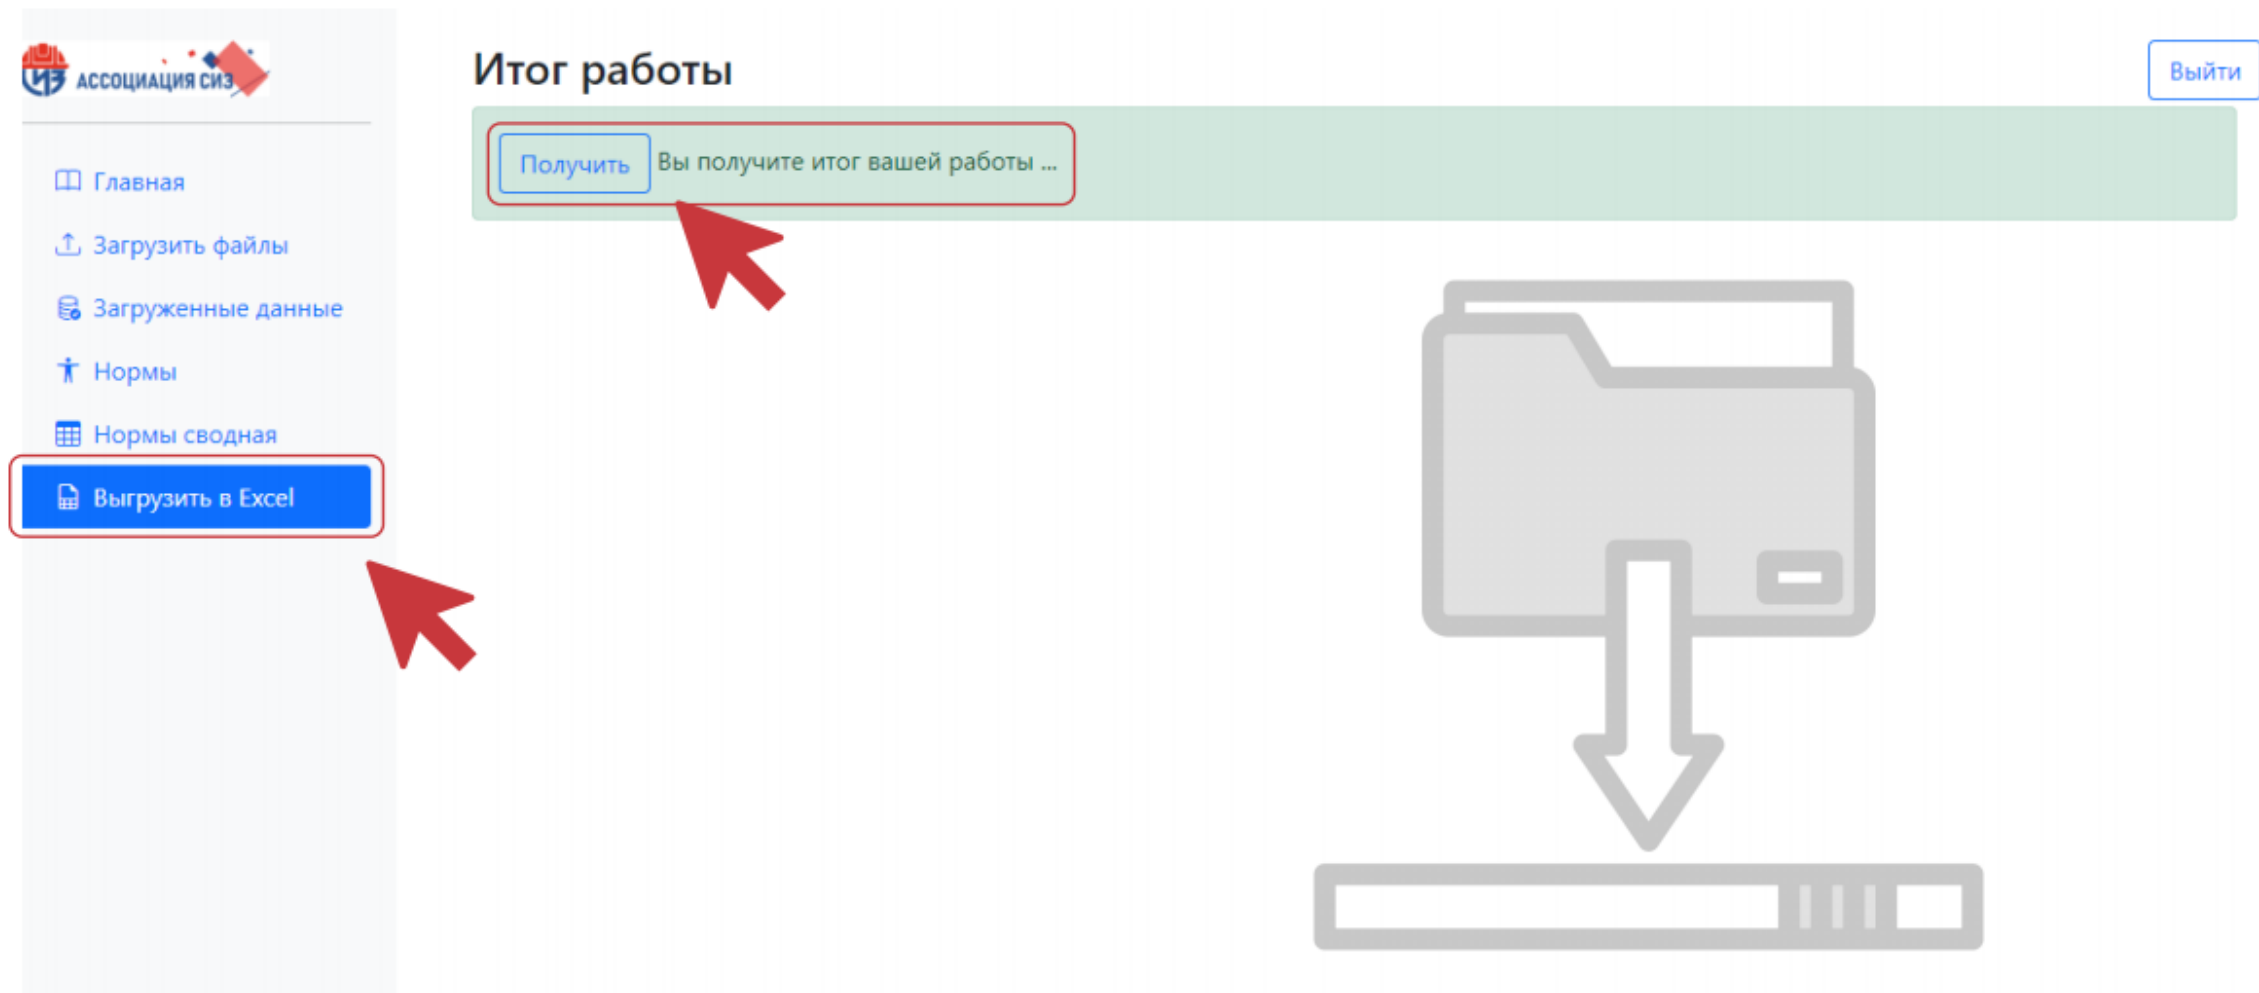 АССОЦИАЦИЯ СИЗ
Главная
Загрузить файлы
Загруженные данные
Нормы
Нормы сводная
Выгрузить в Excel
Итог работы
Выйти
Получить Вы получите итог вашей работы ...